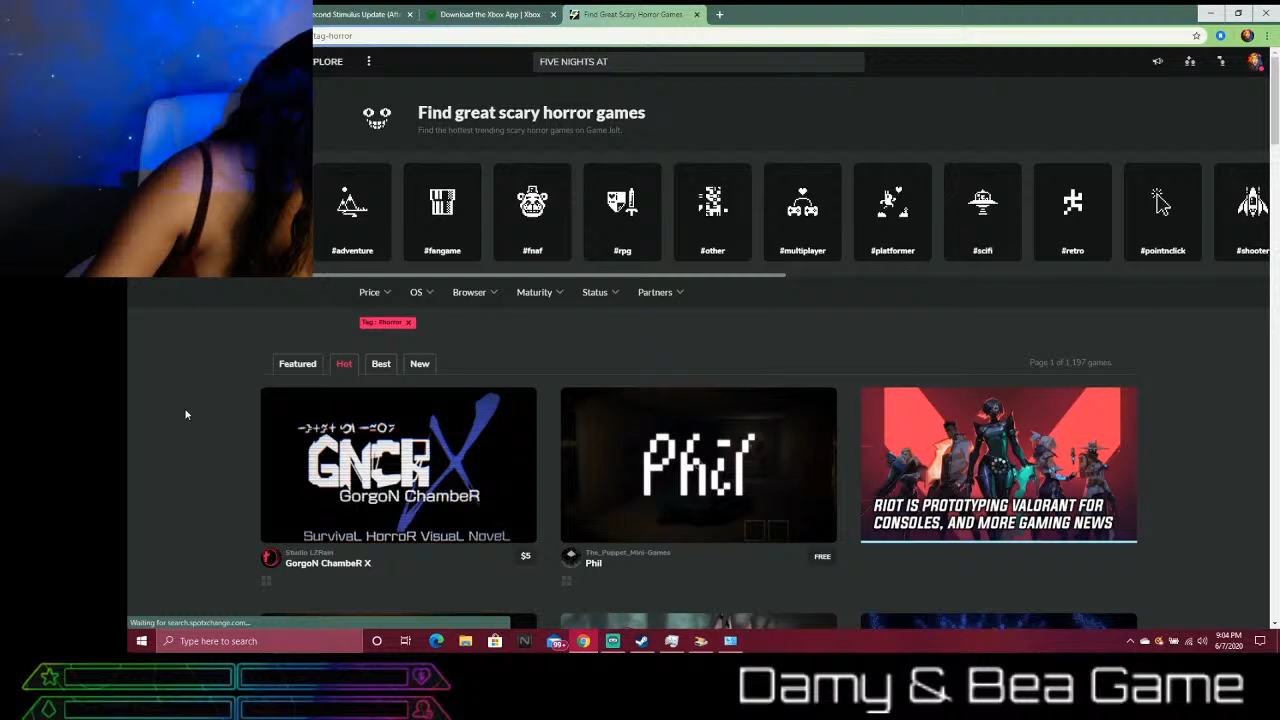 econd Stimulus Update (Aft
Download the Xbox App | Xbox
Find Great Scary Horror Games
tag-horror
PLORE
FIVE NIGHTS AT
Find great scary horror games
Find the hottest trending scary horror games on Game Jolt.
#adventure
#fangame
#fnaf
#rpg
#other
#multiplayer
#platformer
#scifi
#retro
#pointnclick
#shooter
Price
OS
Browser
Maturity
Status
Partners
Tag: #horror x
Featured
Hot
Best
New
Page 1 of 1,197 games.
GNCR X
GorgoN ChambeR
SurvivaL HorroR VisuaL NoveL
Phil
RIOT IS PROTOTYPING VALORANT FOR
CONSOLES, AND MORE GAMING NEWS
Studio LZRain
GorgoN ChambeR X
$5
The_Puppet_Mini-Games
Phil
FREE
Waiting for search.spotxchange.com...
Type here to search
99+
9:04 PM
6/7/2020
Damy & Bea Game